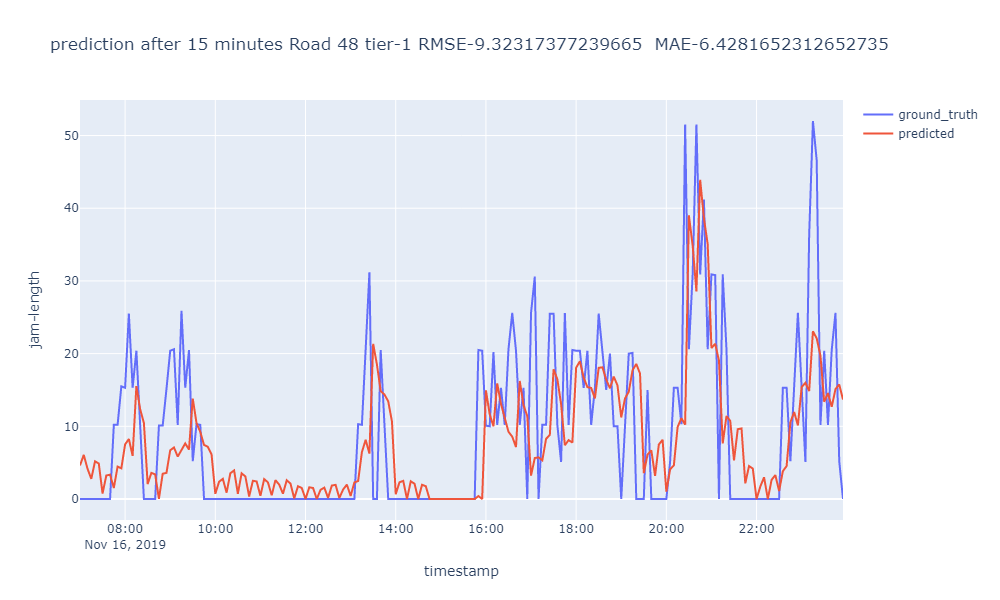 prediction after 15 minutes Road 48 tier-1 RMSE-9.32317377239665  MAE-6.4281652312652735
ground_truth
predicted
50
40
30
20
10
0
jam-length
08:00
10:00
12:00
14:00
16:00
18:00
20:00
22:00
Nov 16, 2019
timestamp